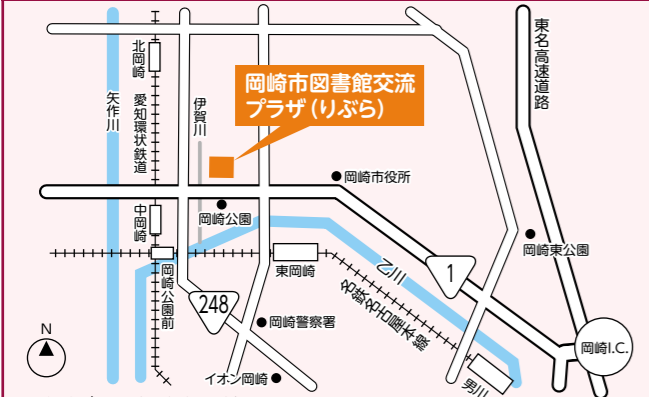 東名高速道路
北岡崎
岡崎市図書館交流
プラザ(りぶら)
矢作川
愛知環状鉄道
伊賀川
岡崎市役所
中岡崎
岡崎公園
岡崎東公園
岡崎公園前
東岡崎
乙川
1
248
名鉄名古屋本線
N
岡崎警察署
岡崎I.C.
イオン岡崎
男川